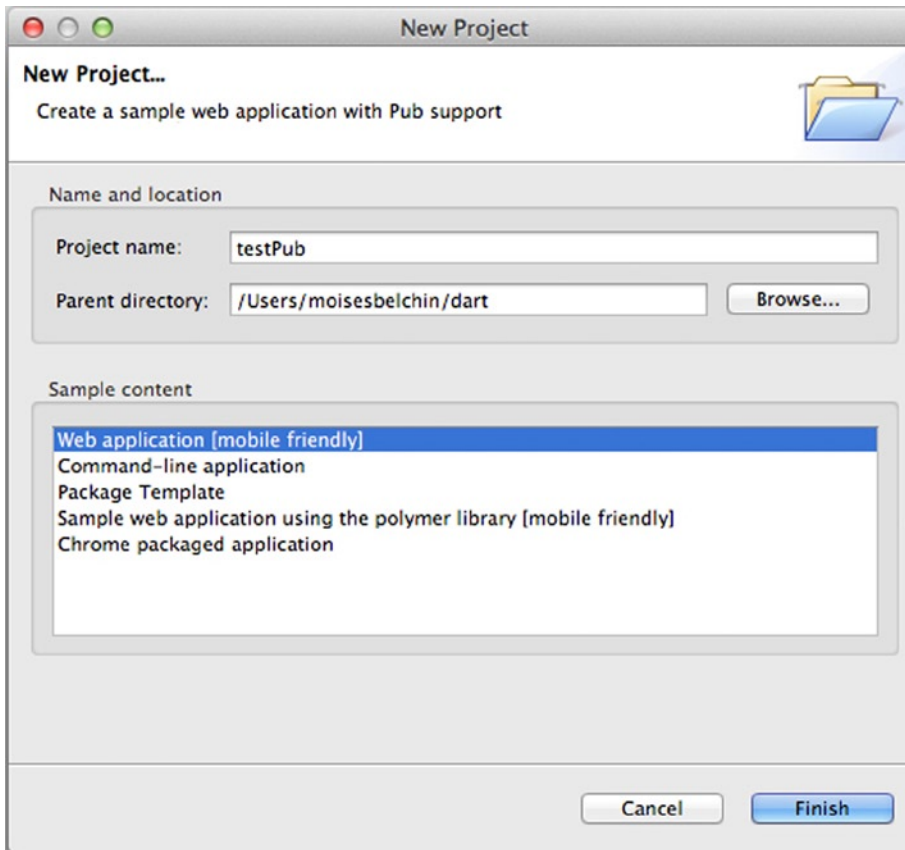 New Project
New Project...
Create a sample web application with Pub support
Name and location
Project name: testPub
Parent directory: /Users/moisesbelchin/dart Browse...
Sample content
Web application [mobile friendly]
Command-line application
Package Template
Sample web application using the polymer library [mobile friendly]
Chrome packaged application
Cancel Finish